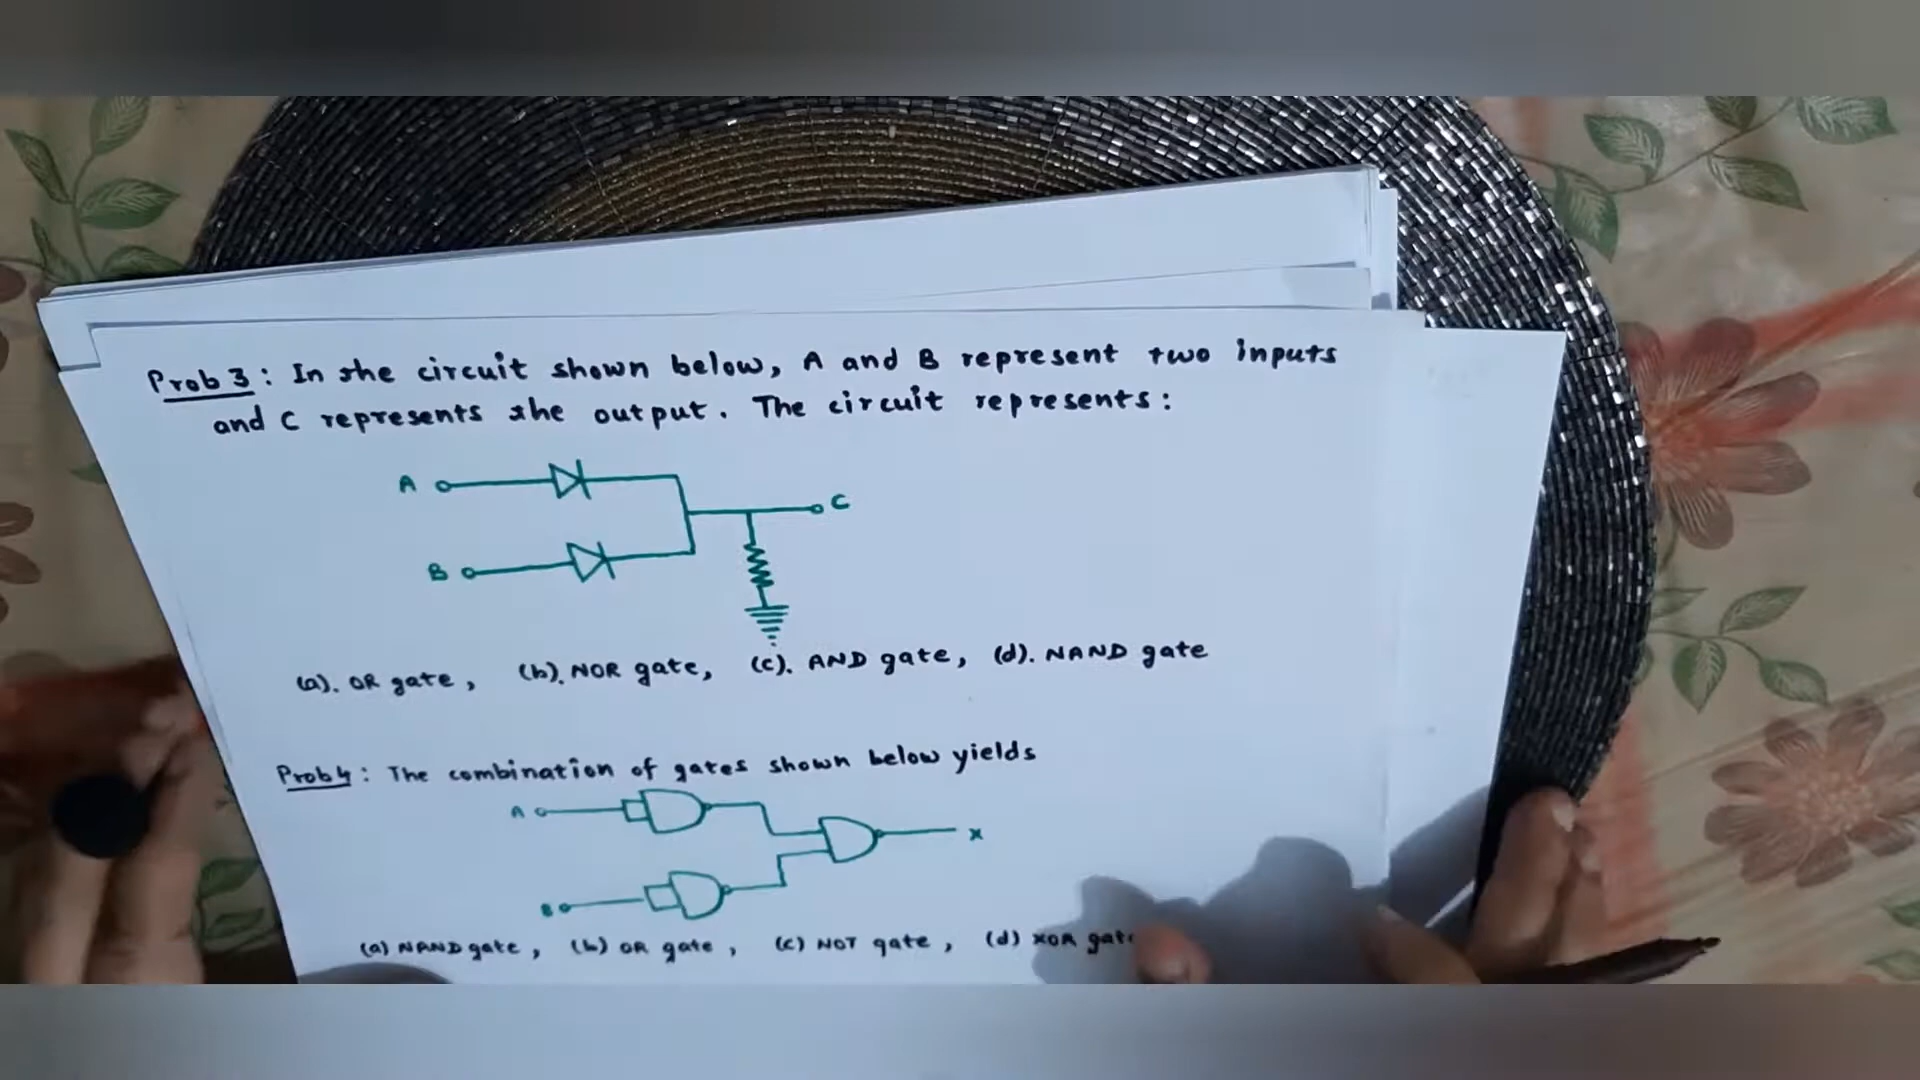 Prob 3 : In the circuit shown below, A and B represent two inputs
and C represents the output. The circuit represents:
A
C
B
(a). OR gate, (b). NOR gate, (c). AND gate, (d). NAND gate
Prob 4 : The combination of gates shown below yields
A
X
B
(a) NAND gate, (b) OR gate, (c) NOT gate, (d) XOR gate